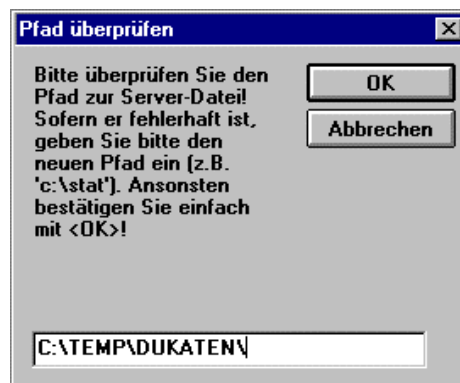 Pfad überprüfen
Bitte überprüfen Sie den
Pfad zur Server-Datei!
Sofern er fehlerhaft ist,
geben Sie bitte den
neuen Pfad ein (z.B.
'c:\stat'). Ansonsten
bestätigen Sie einfach
mit <OK>!
OK
Abbrechen
C:\TEMP\DUKATEN\